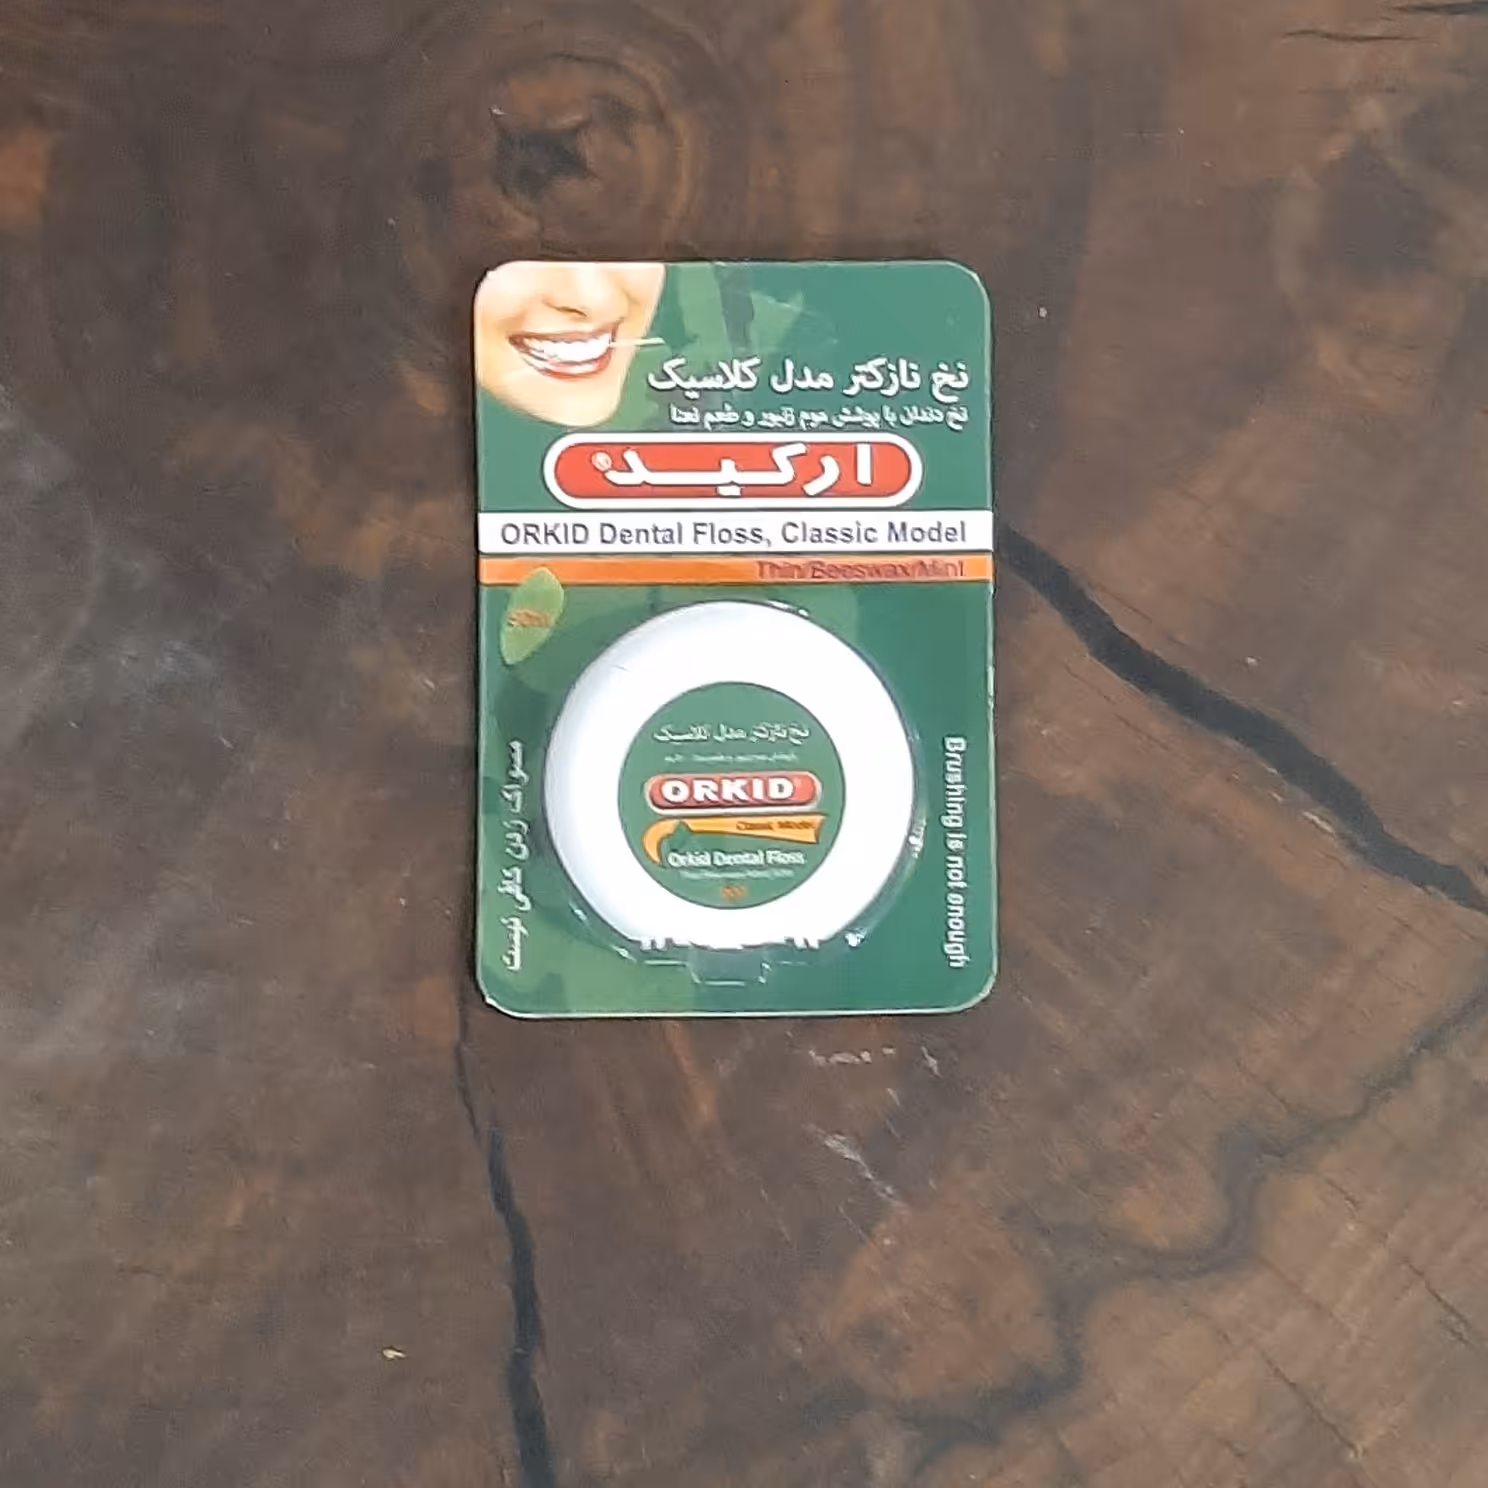 نخ نازکتر مدل کلاسیک
نخ دندان با پوشش موم زنبور و طعم نعنا
ارکید
ORKID Dental Floss, Classic Model
Thin/Beeswax/Mint
نخ نازکتر مدل کلاسیک
ORKID
Classic Model
Orkid Dental Floss
مسواک زدن کافی نیست
Brushing is not enough